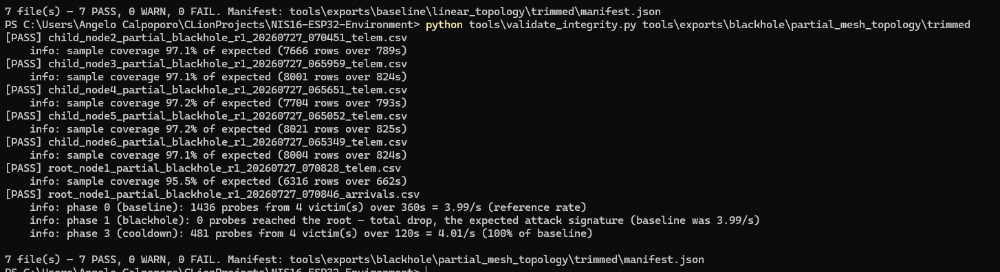 7 file(s) — 7 PASS, 0 WARN, 0 FAIL. Manifest: tools\exports\baseline\linear_topology\trimmed\manifest.json
PS C:\Users\Angelo Calpoporo\CLionProjects\NIS16-ESP32-Environment> python tools\validate_integrity.py tools\exports\blackhole\partial_mesh_topology\trimmed
[PASS] child_node2_partial_blackhole_r1_20260727_070451_telem.csv
    info: sample coverage 97.1% of expected (7666 rows over 789s)
[PASS] child_node3_partial_blackhole_r1_20260727_065959_telem.csv
    info: sample coverage 97.1% of expected (8001 rows over 824s)
[PASS] child_node4_partial_blackhole_r1_20260727_065651_telem.csv
    info: sample coverage 97.2% of expected (7704 rows over 793s)
[PASS] child_node5_partial_blackhole_r1_20260727_065052_telem.csv
    info: sample coverage 97.2% of expected (8021 rows over 825s)
[PASS] child_node6_partial_blackhole_r1_20260727_065349_telem.csv
    info: sample coverage 97.1% of expected (8004 rows over 824s)
[PASS] root_node1_partial_blackhole_r1_20260727_070828_telem.csv
    info: sample coverage 95.5% of expected (6316 rows over 662s)
[PASS] root_node1_partial_blackhole_r1_20260727_070846_arrivals.csv
    info: phase 0 (baseline): 1436 probes from 4 victim(s) over 360s = 3.99/s (reference rate)
    info: phase 1 (blackhole): 0 probes reached the root — total drop, the expected attack signature (baseline was 3.99/s)
    info: phase 3 (cooldown): 481 probes from 4 victim(s) over 120s = 4.01/s (100% of baseline)
7 file(s) — 7 PASS, 0 WARN, 0 FAIL. Manifest: tools\exports\blackhole\partial_mesh_topology\trimmed\manifest.json
PS C:\Users\Angelo Calpoporo\CLionProjects\NIS16-ESP32-Environment>